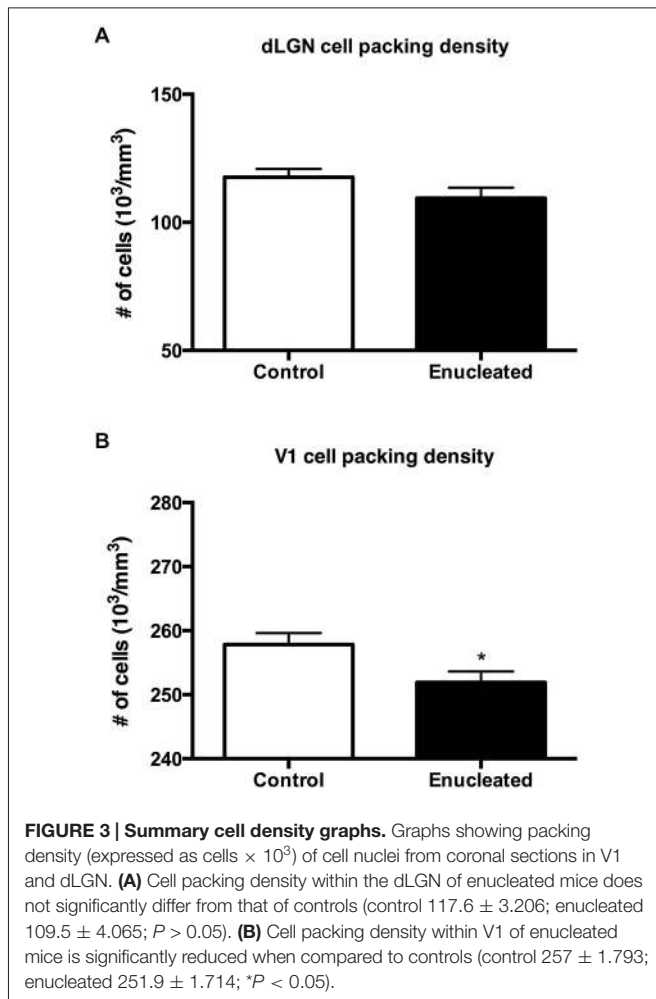 A
dLGN cell packing density
150
100
50
# of cells (10³/mm³)
Control
Enucleated
B
V1 cell packing density
280
270
260
250
240
# of cells (10³/mm³)
*
Control
Enucleated
FIGURE 3 | Summary cell density graphs. Graphs showing packing
density (expressed as cells × 10³) of cell nuclei from coronal sections in V1
and dLGN. (A) Cell packing density within the dLGN of enucleated mice does
not significantly differ from that of controls (control 117.6 ± 3.206; enucleated
109.5 ± 4.065; P > 0.05). (B) Cell packing density within V1 of enucleated
mice is significantly reduced when compared to controls (control 257 ± 1.793;
enucleated 251.9 ± 1.714; *P < 0.05).